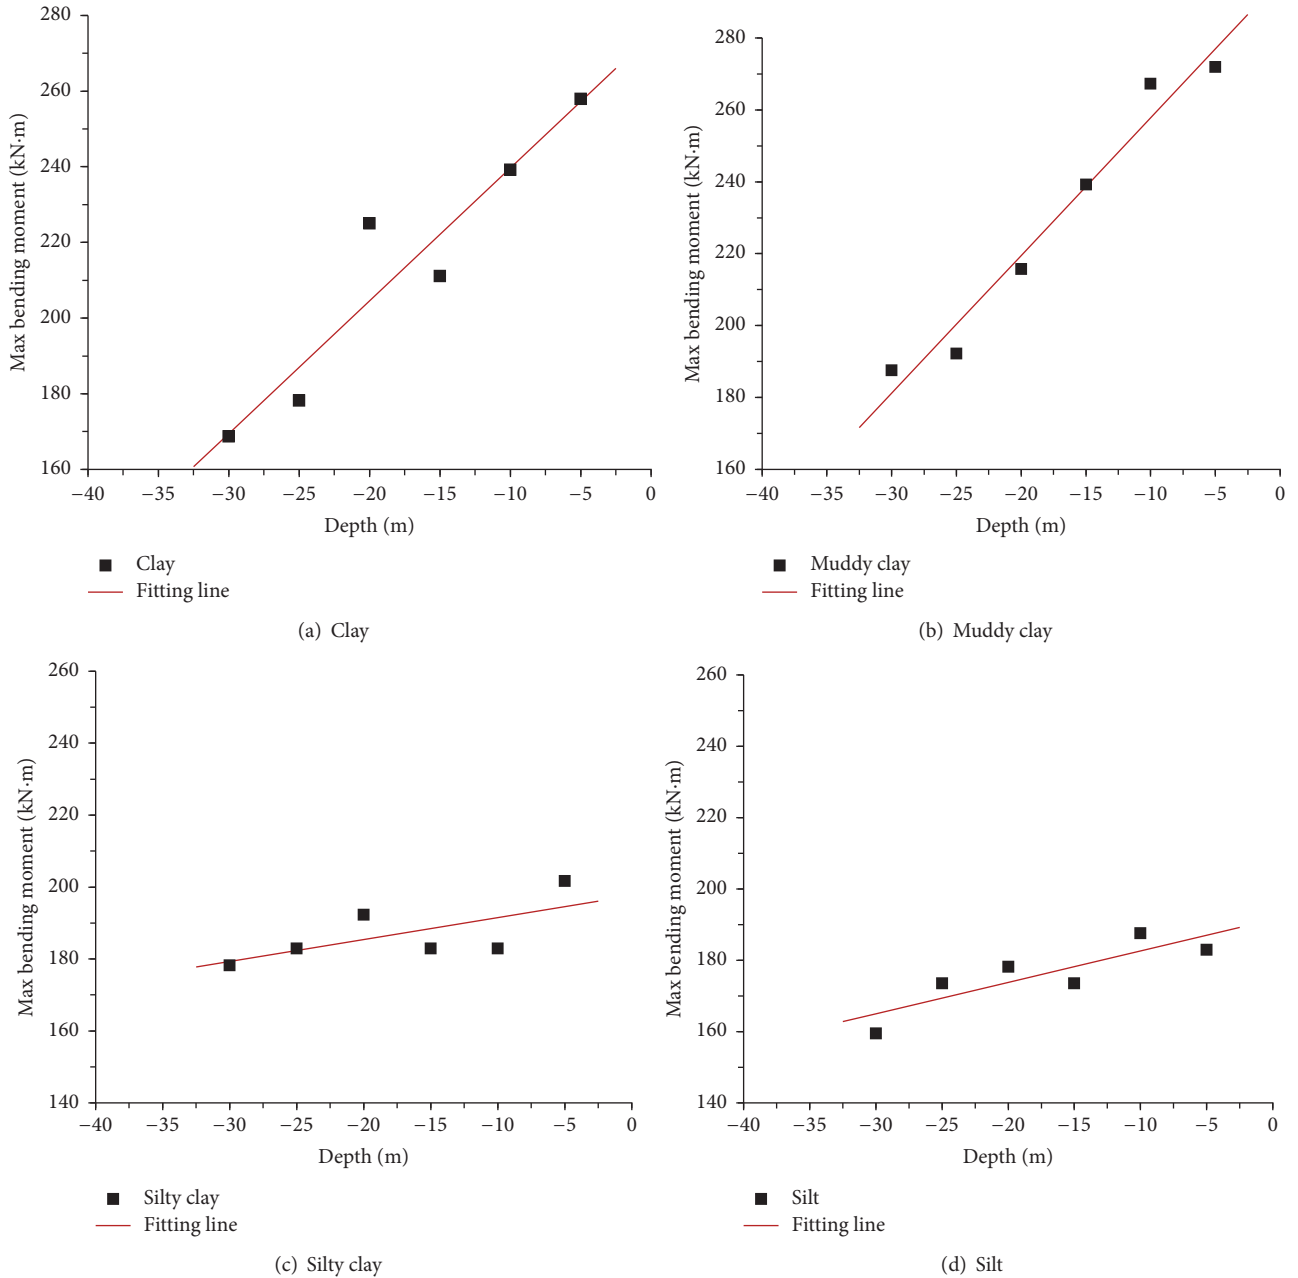 280
260
240
220
200
180
160
Max bending moment (kN·m)
−40 −35 −30 −25 −20 −15 −10 −5 0
Depth (m)
Clay
Fitting line
(a) Clay
280
260
240
220
200
180
160
Max bending moment (kN·m)
−40 −35 −30 −25 −20 −15 −10 −5 0
Depth (m)
Muddy clay
Fitting line
(b) Muddy clay
260
240
220
200
180
160
140
Max bending moment (kN·m)
−40 −35 −30 −25 −20 −15 −10 −5 0
Depth (m)
Silty clay
Fitting line
(c) Silty clay
260
240
220
200
180
160
140
Max bending moment (kN·m)
−40 −35 −30 −25 −20 −15 −10 −5 0
Depth (m)
Silt
Fitting line
(d) Silt